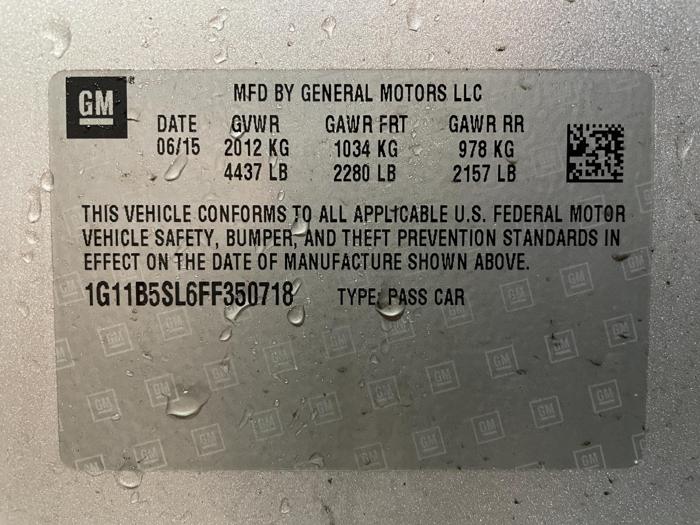 GM
MFD BY GENERAL MOTORS LLC
DATE GVWR GAWR FRT GAWR RR
06/15 2012 KG 1034 KG 978 KG
4437 LB 2280 LB 2157 LB
THIS VEHICLE CONFORMS TO ALL APPLICABLE U.S. FEDERAL MOTOR
VEHICLE SAFETY, BUMPER, AND THEFT PREVENTION STANDARDS IN
EFFECT ON THE DATE OF MANUFACTURE SHOWN ABOVE.
1G11B5SL6FF350718 TYPE: PASS CAR